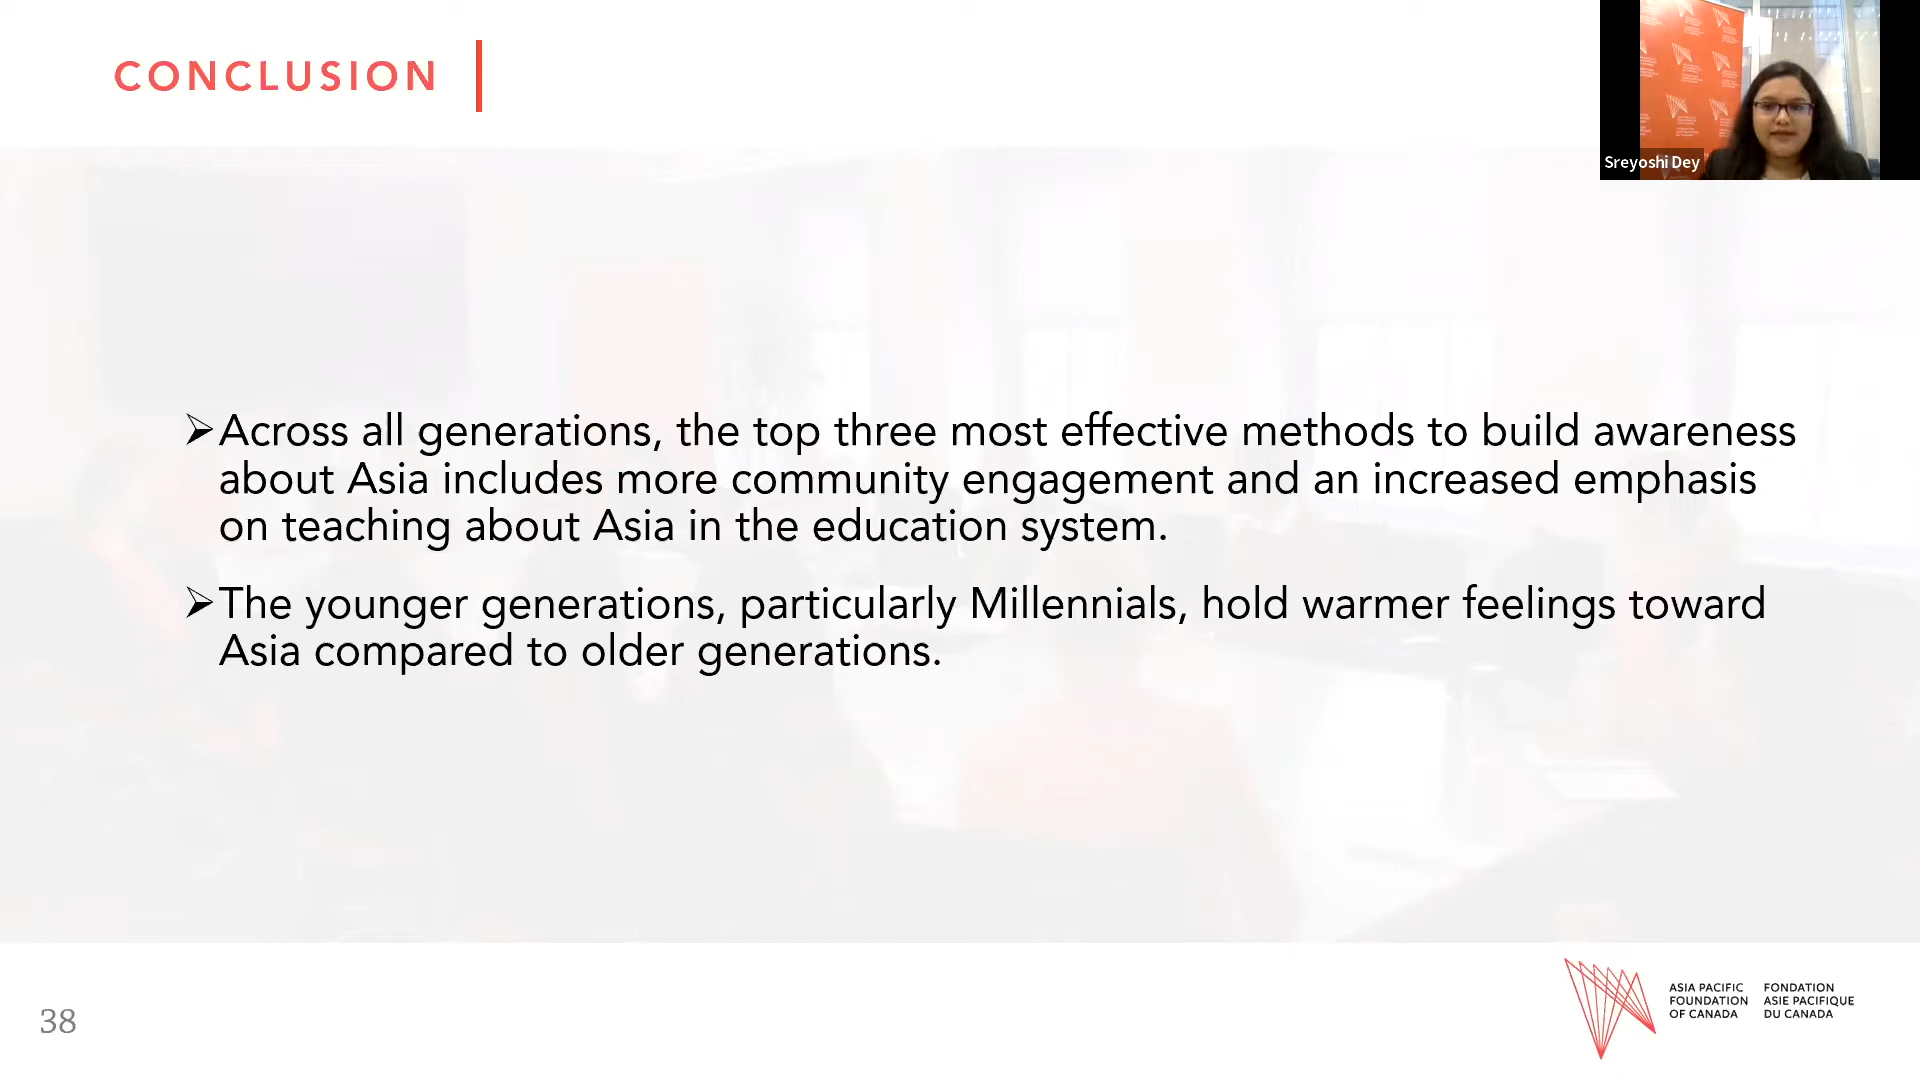 CONCLUSION
Sreyoshi Dey
➢Across all generations, the top three most effective methods to build awareness
about Asia includes more community engagement and an increased emphasis
on teaching about Asia in the education system.
➢The younger generations, particularly Millennials, hold warmer feelings toward
Asia compared to older generations.
38
ASIA PACIFIC
FOUNDATION
OF CANADA
FONDATION
ASIE PACIFIQUE
DU CANADA